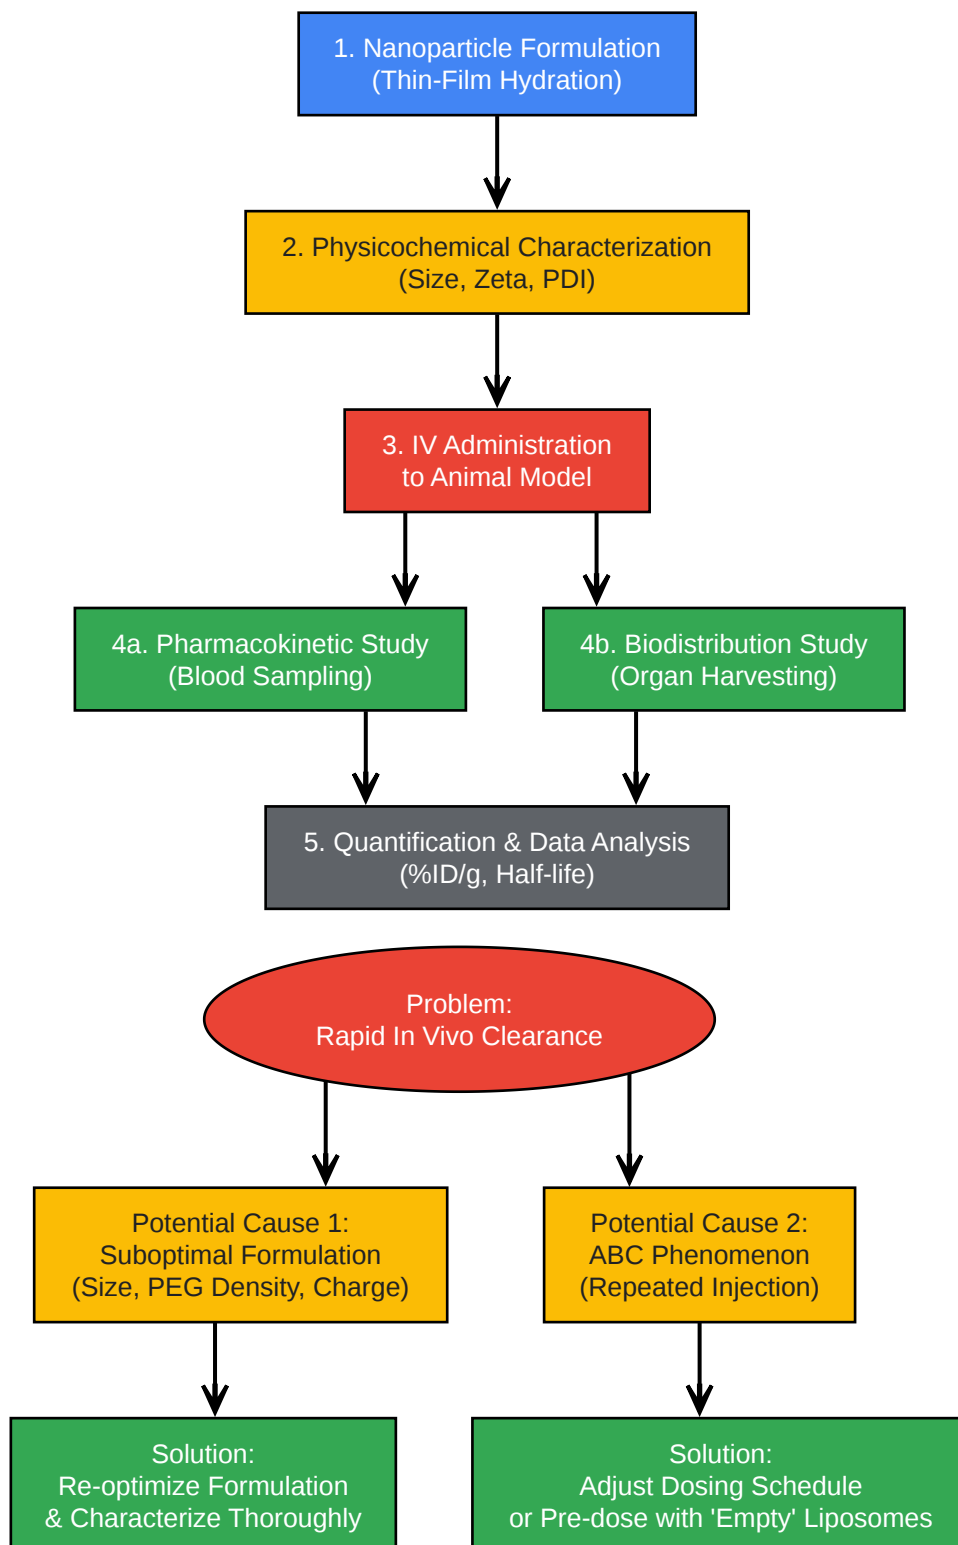 1. Nanoparticle Formulation
(Thin-Film Hydration)
2. Physicochemical Characterization
(Size, Zeta, PDI)
3. IV Administration
to Animal Model
4a. Pharmacokinetic Study
(Blood Sampling)
4b. Biodistribution Study
(Organ Harvesting)
5. Quantification & Data Analysis
(%ID/g, Half-life)
Problem:
Rapid In Vivo Clearance
Potential Cause 1:
Suboptimal Formulation
(Size, PEG Density, Charge)
Potential Cause 2:
ABC Phenomenon
(Repeated Injection)
Solution:
Re-optimize Formulation
& Characterize Thoroughly
Solution:
Adjust Dosing Schedule
or Pre-dose with 'Empty' Liposomes